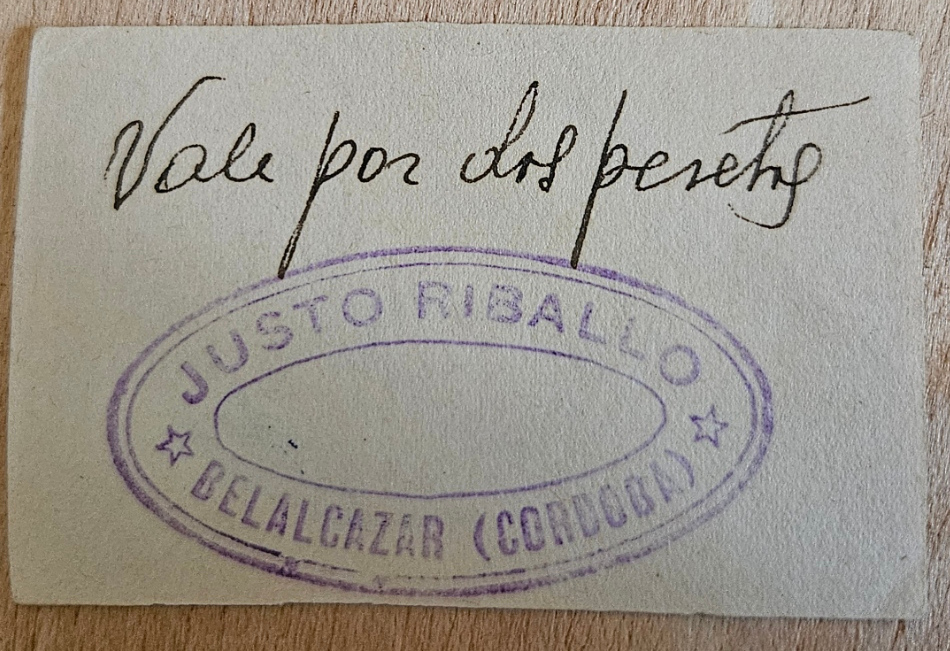 Vale por dos pesetas
JUSTO RIBALLO
BELALCAZAR (CORDOBA)